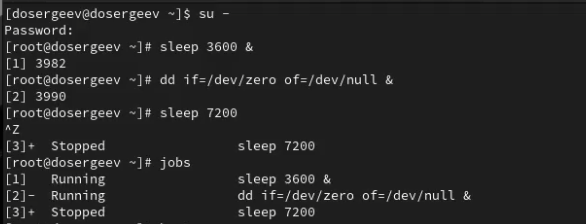 [dosergeev@dosergeev ~]$ su -
Password:
[root@dosergeev ~]# sleep 3600 &
[1] 3982
[root@dosergeev ~]# dd if=/dev/zero of=/dev/null &
[2] 3990
[root@dosergeev ~]# sleep 7200
^Z
[3]+  Stopped                 sleep 7200
[root@dosergeev ~]# jobs
[1]   Running                 sleep 3600 &
[2]-  Running                 dd if=/dev/zero of=/dev/null &
[3]+  Stopped                 sleep 7200